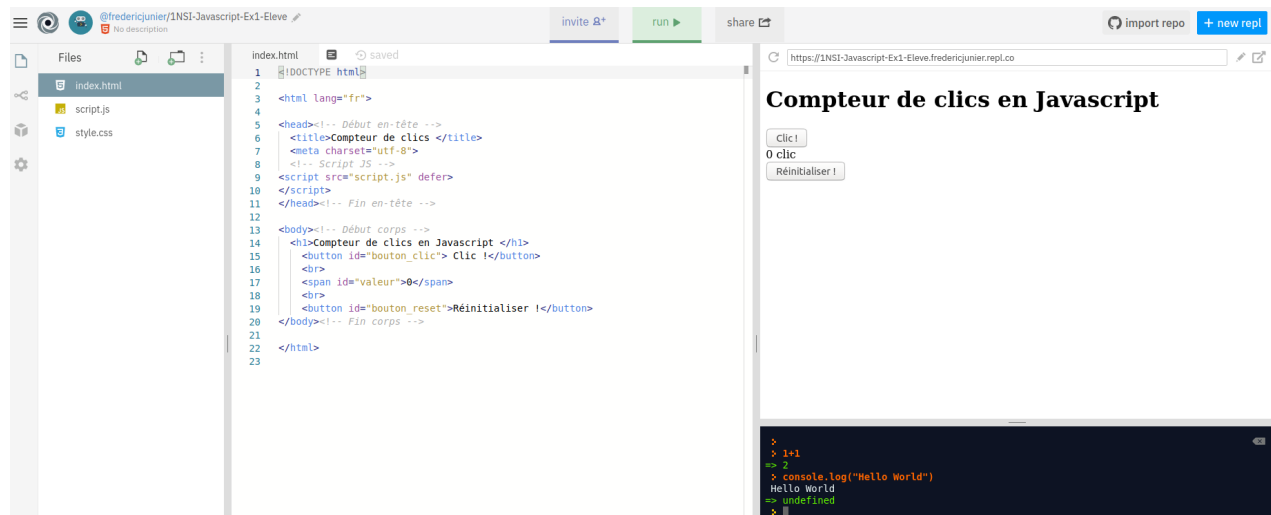 @fredericjunier/1NSI-Javascript-Ex1-Eleve
No description
invite
run
share
import repo
+ new repl
Files
index.html
script.js
style.css
index.html
saved
1 <!DOCTYPE html>
2
3 <html lang="fr">
4
5 <head><!-- Début en-tête -->
6 <title>Compteur de clics </title>
7 <meta charset="utf-8">
8 <!-- Script JS -->
9 <script src="script.js" defer>
10 </script>
11 </head><!-- Fin en-tête -->
12
13 <body><!-- Début corps -->
14 <h1>Compteur de clics en Javascript </h1>
15 <button id="bouton_clic"> Clic !</button>
16 <br>
17 <span id="valeur">0</span>
18 <br>
19 <button id="bouton_reset">Réinitialiser !</button>
20 </body><!-- Fin corps -->
21
22 </html>
23
https://1NSI-Javascript-Ex1-Eleve.fredericjunier.repl.co
Compteur de clics en Javascript
Clic !
0 clic
Réinitialiser !
>
> 1+1
=> 2
> console.log("Hello World")
Hello World
=> undefined
>